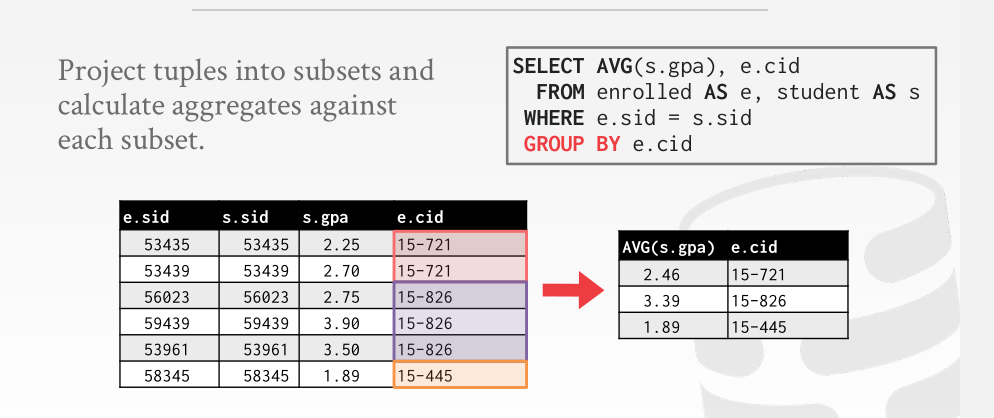 Project tuples into subsets and
calculate aggregates against
each subset.
SELECT AVG(s.gpa), e.cid
FROM enrolled AS e, student AS s
WHERE e.sid = s.sid
GROUP BY e.cid
e.sid s.sid s.gpa e.cid
53435 53435 2.25 15-721
53439 53439 2.70 15-721
56023 56023 2.75 15-826
59439 59439 3.90 15-826
53961 53961 3.50 15-826
58345 58345 1.89 15-445
AVG(s.gpa) e.cid
2.46 15-721
3.39 15-826
1.89 15-445